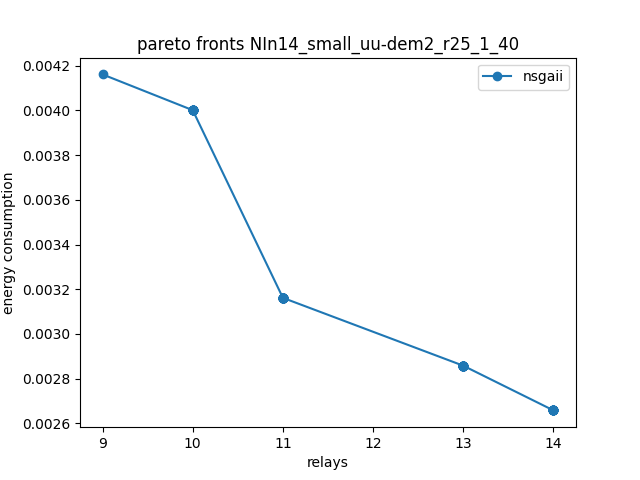 pareto fronts NIn14_small_uu-dem2_r25_1_40
nsgaii
energy consumption
0.0042
0.0040
0.0038
0.0036
0.0034
0.0032
0.0030
0.0028
0.0026
9 10 11 12 13 14
relays